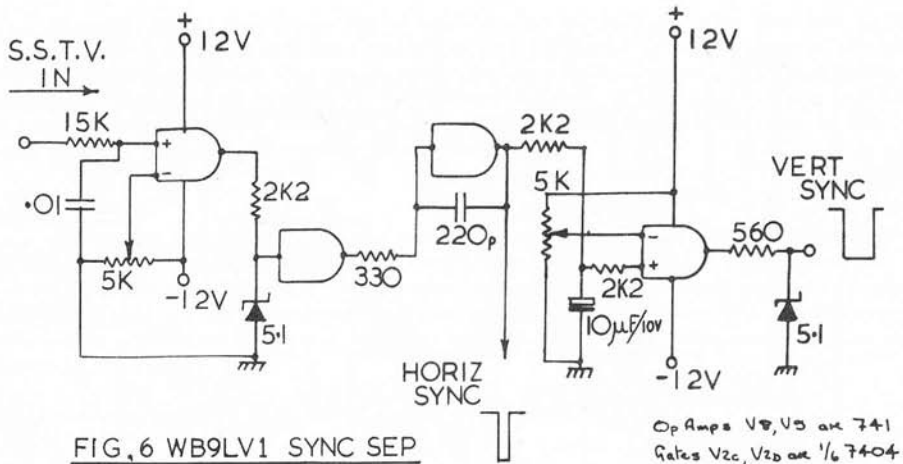 S.S.T.V.
IN
+
12V
15K
+
−
.01
5K
−12V
2K2
5.1
330
220p
2K2
HORIZ
SYNC
+
12V
5K
−
+
2K2
10µF/10V
560
−12V
VERT
SYNC
5.1
FIG.6 WB9LV1 SYNC SEP
Op Amps V8, V9 are 741
Gates V2c, V2D are 1/6 7404